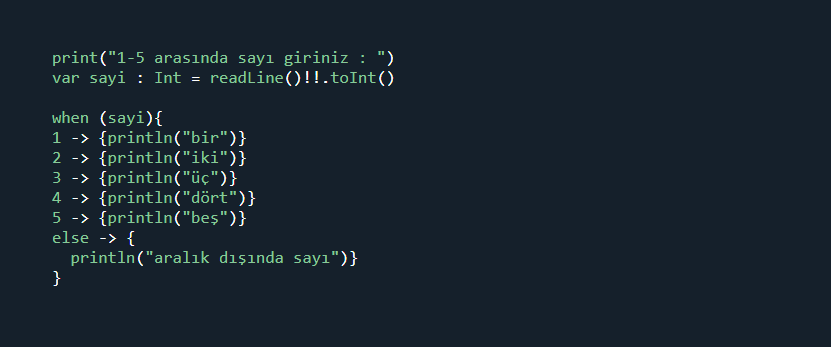 print("1-5 arasında sayı giriniz : ")
var sayi : Int = readLine()!!.toInt()

when (sayi){
1 -> {println("bir")}
2 -> {println("iki")}
3 -> {println("üç")}
4 -> {println("dört")}
5 -> {println("beş")}
else -> {
  println("aralık dışında sayı")}
}